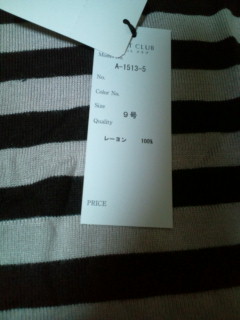 CLUB
A-1513-5
No.
Color No.
Size
9号
Quality
レーヨン 100%
PRICE